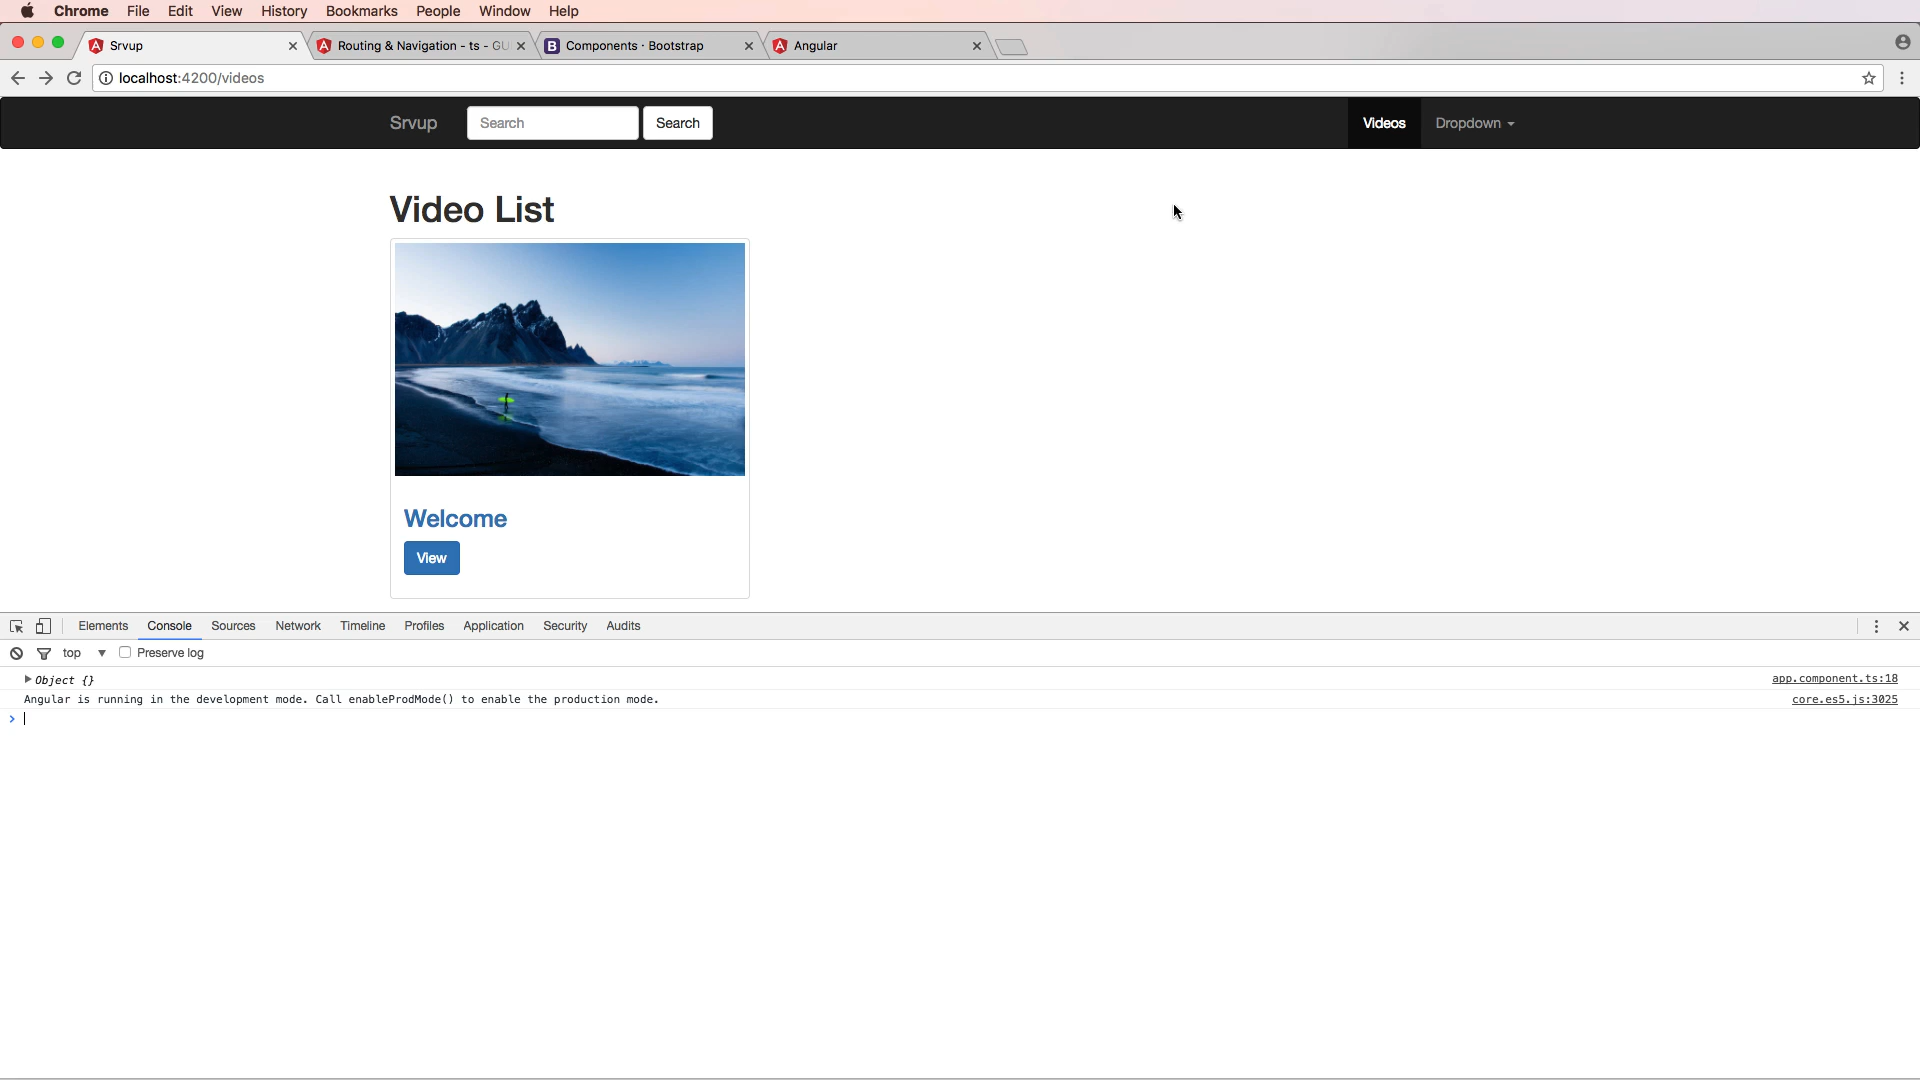 Chrome File Edit View History Bookmarks People Window Help
Srvup
Routing & Navigation - ts - GU
Components · Bootstrap
Angular
localhost:4200/videos
Srvup
Search
Search
Videos
Dropdown
Video List
Welcome
View
Elements Console Sources Network Timeline Profiles Application Security Audits
top Preserve log
Object {} app.component.ts:18
Angular is running in the development mode. Call enableProdMode() to enable the production mode. core.es5.js:3025